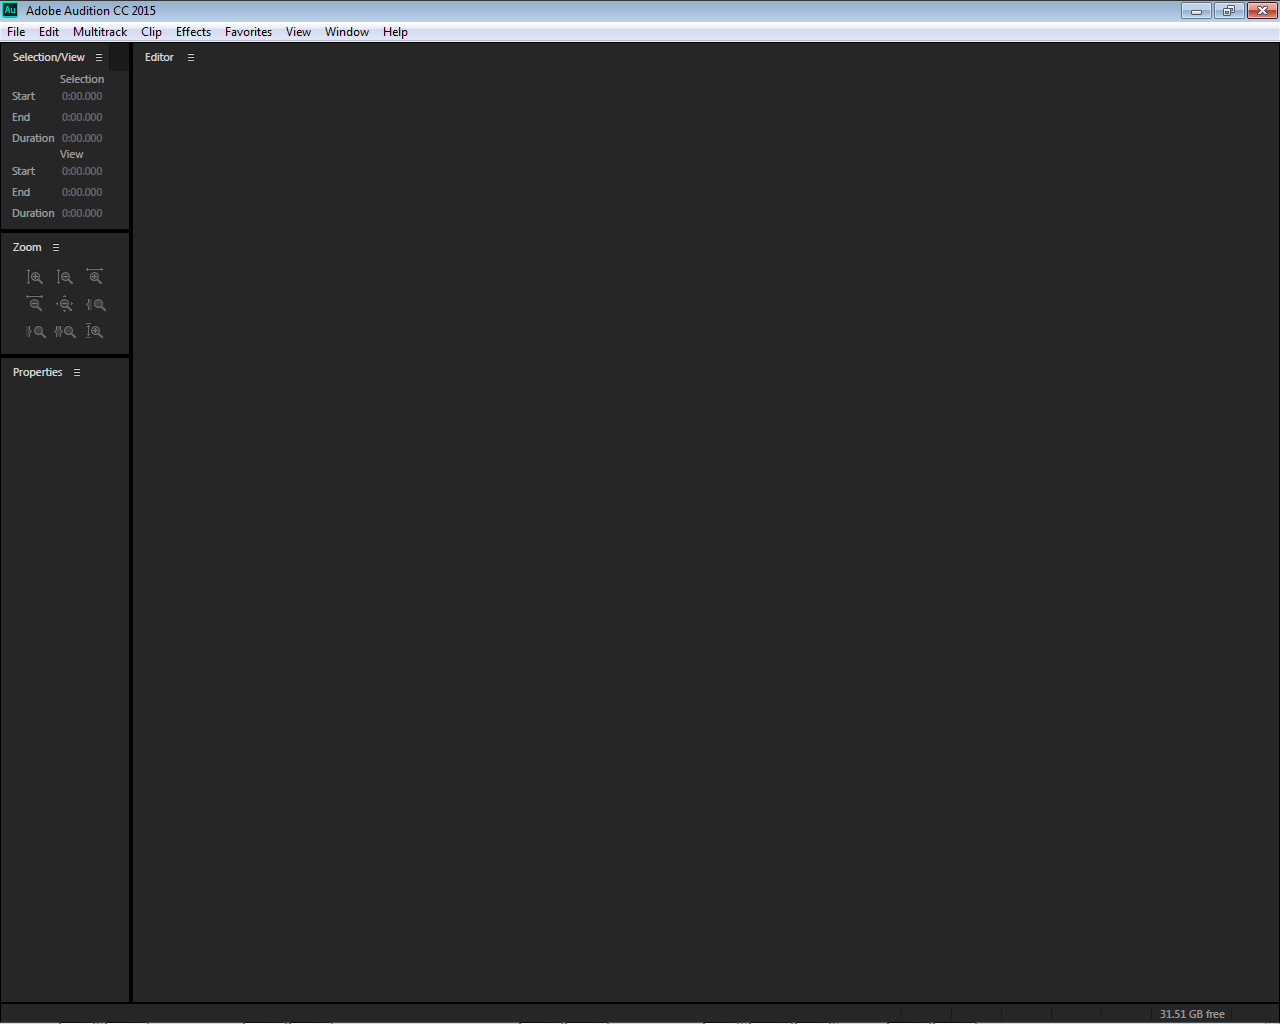 Au Adobe Audition CC 2015
File Edit Multitrack Clip Effects Favorites View Window Help
Selection/View Editor
Selection
Start 0:00.000
End 0:00.000
Duration 0:00.000
View
Start 0:00.000
End 0:00.000
Duration 0:00.000
Zoom
Properties
31.51 GB free